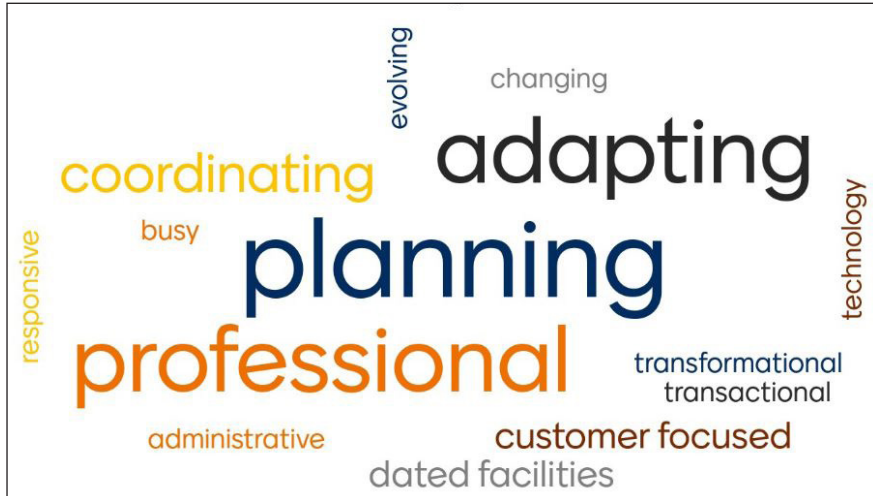 evolving
changing
adapting
coordinating
technology
busy
responsive
planning
professional
transformational
transactional
administrative
customer focused
dated facilities